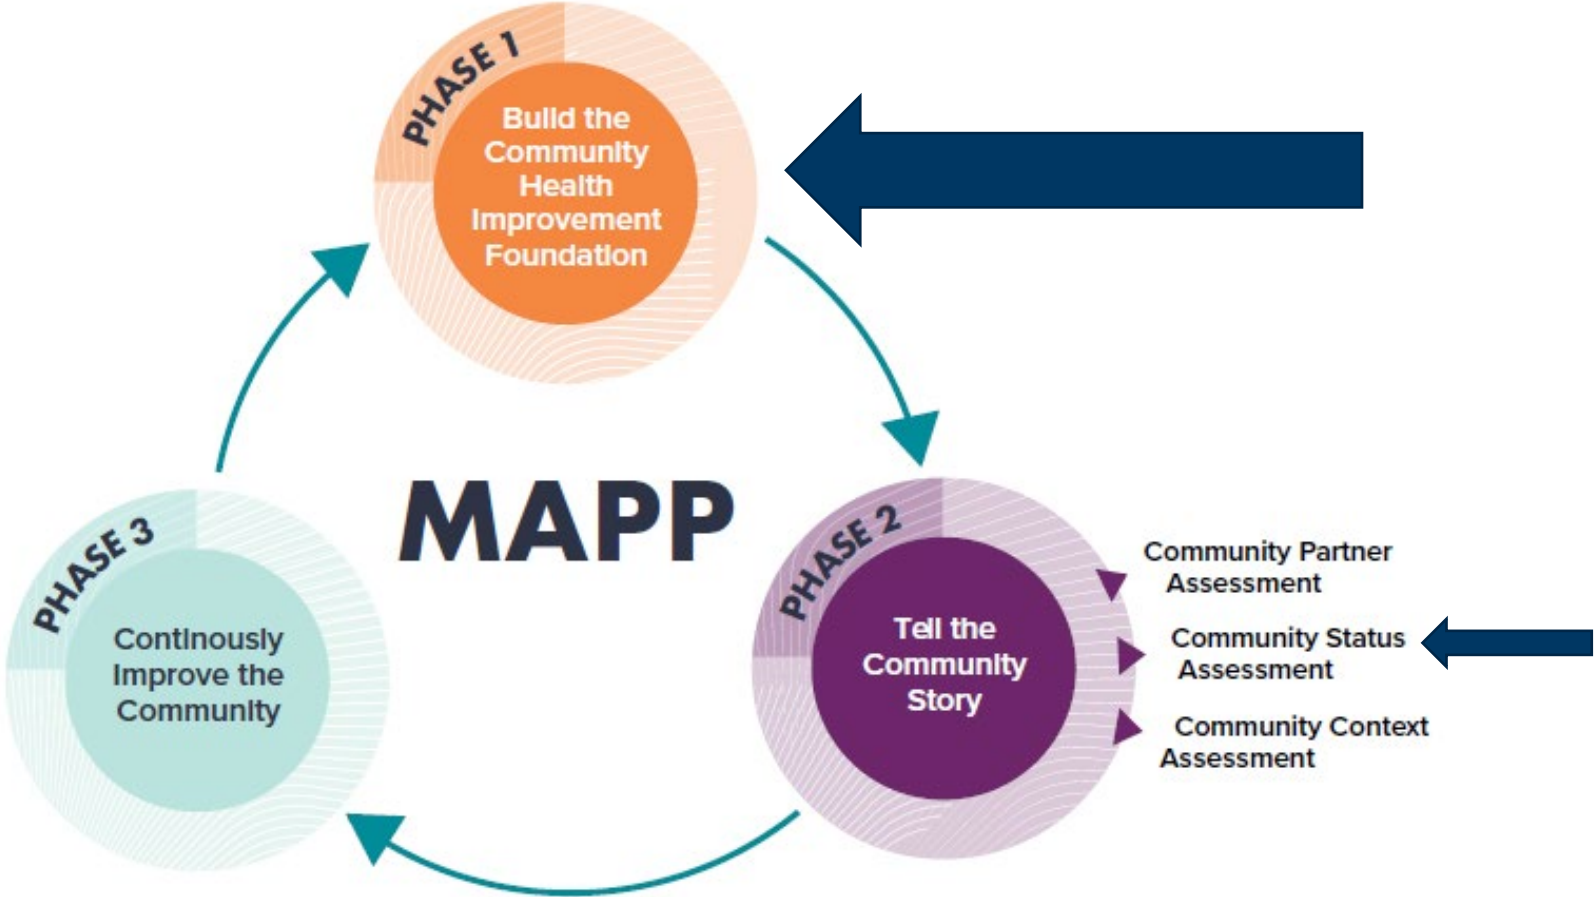 PHASE 1
Build the
Community
Health
Improvement
Foundation
MAPP
PHASE 2
Tell the
Community
Story
Community Partner
Assessment
Community Status
Assessment
Community Context
Assessment
PHASE 3
Continously
Improve the
Community